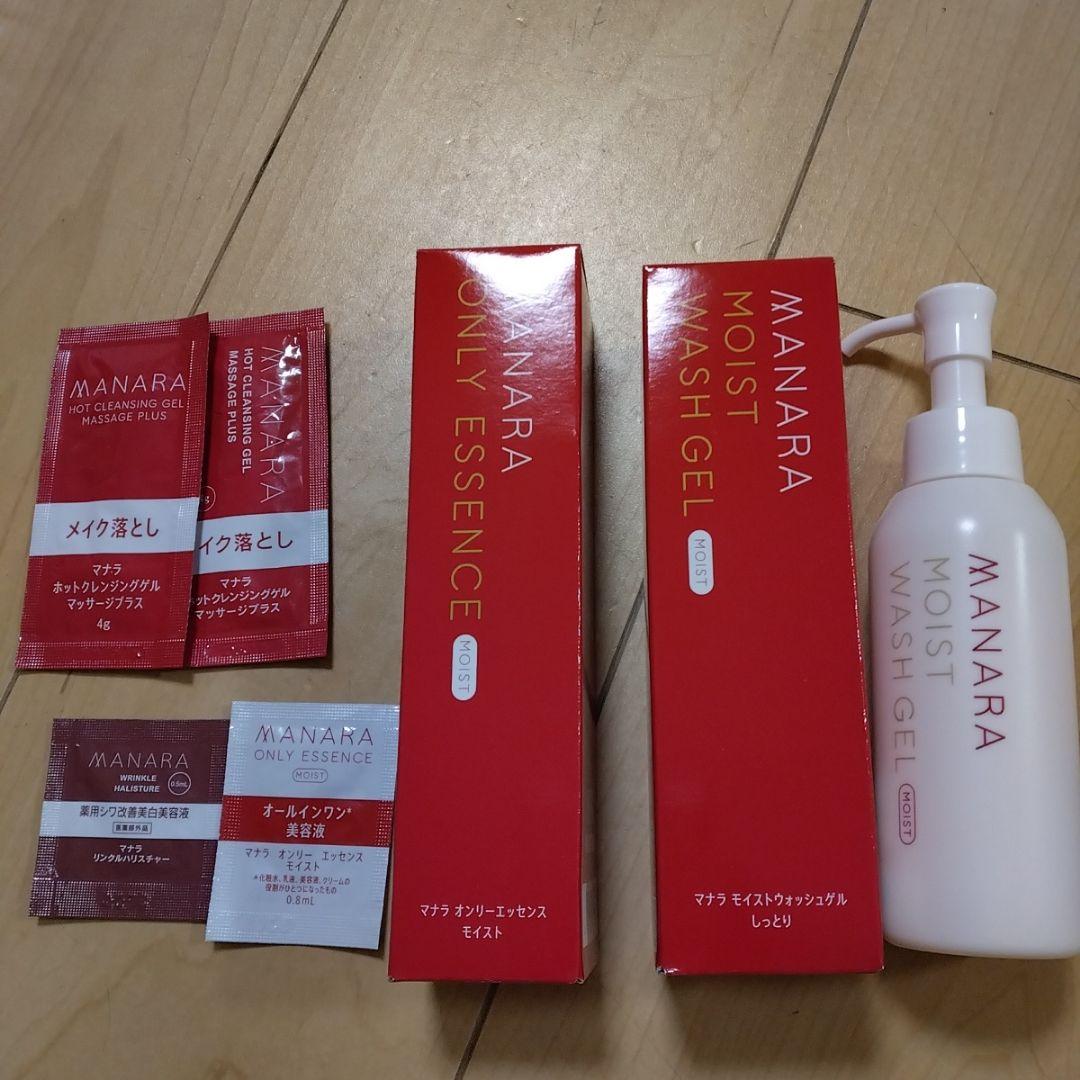 MANARA
HOT CLEANSING GEL
MASSAGE PLUS
メイク落とし
マナラ
ホットクレンジングゲル
マッサージプラス
4g
MANARA
HOT CLEANSING GEL
MASSAGE PLUS
イク落とし
ットクレンジングゲル
マッサージプラス
MANARA
WRINKLE
HALISTURE
0.5mL
薬用シワ改善美白美容液
医薬部外品
マナラ
リンクルハリスチャー
MANARA
ONLY ESSENCE
MOIST
オールインワン*
美容液
マナラ オンリー エッセンス
モイスト
*化粧水、乳液、美容液、クリームの
役割がひとつになったもの
0.8mL
MANARA
ONLY ESSENCE
MOIST
マナラ オンリーエッセンス
モイスト
MANARA
MOIST
WASH GEL
MOIST
マナラ モイストウォッシュゲル
しっとり
MANARA
MOIST
WASH GEL
MOIST